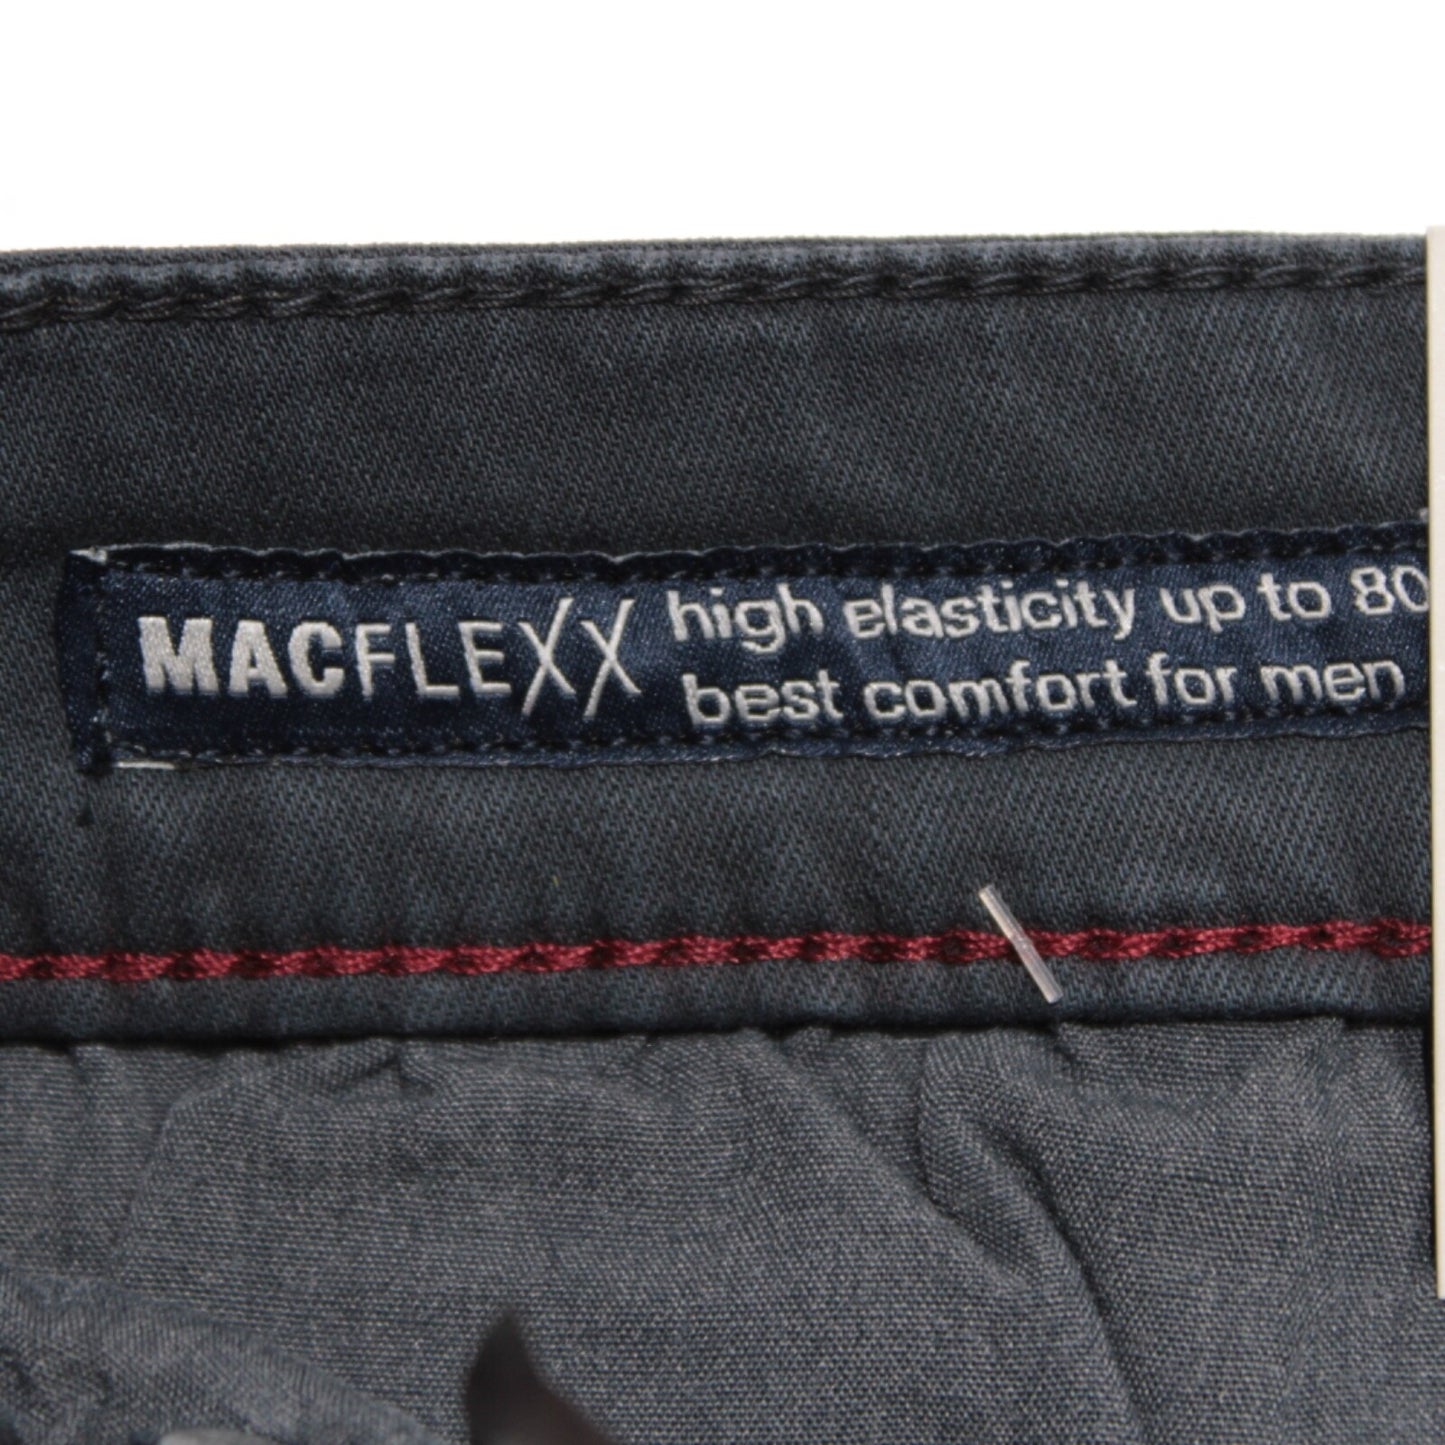 MACFLEXX
high elasticity up to 80
best comfort for men